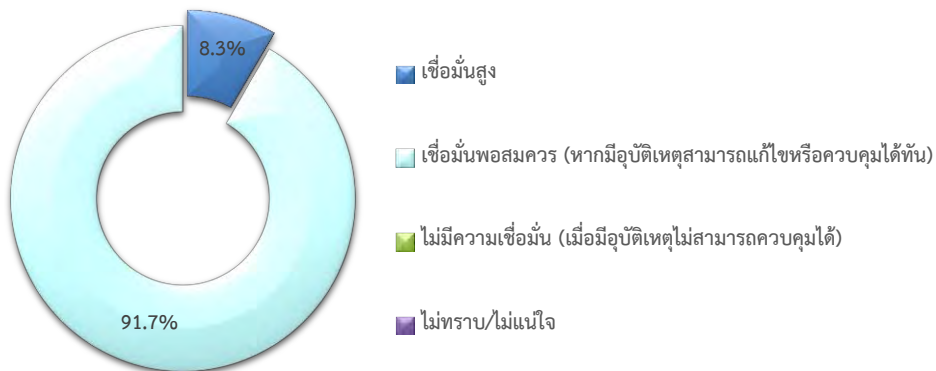 8.3%
เชื่อมั่นสูง
เชื่อมั่นพอสมควร (หากมีอุบัติเหตุสามารถแก้ไขหรือควบคุมได้ทัน)
ไม่มีความเชื่อมั่น (เมื่อมีอุบัติเหตุไม่สามารถควบคุมได้)
91.7%
ไม่ทราบ/ไม่แน่ใจ